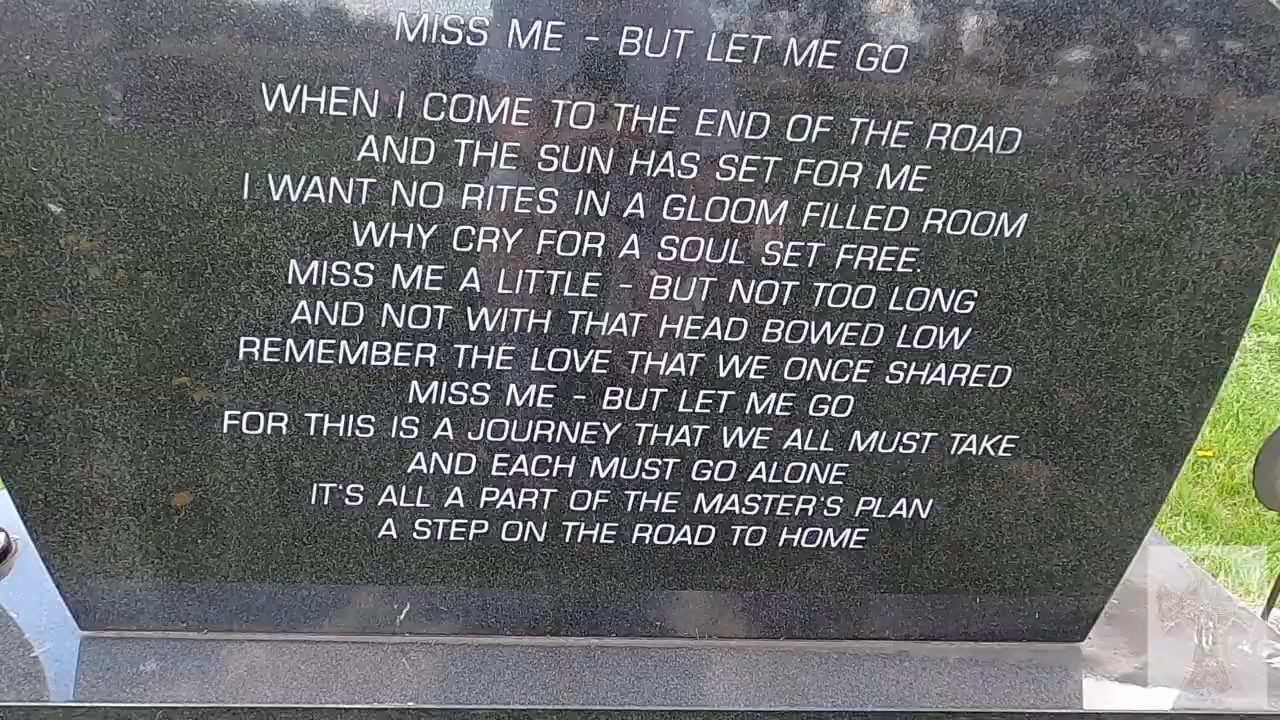 MISS ME - BUT LET ME GO
WHEN I COME TO THE END OF THE ROAD
AND THE SUN HAS SET FOR ME
I WANT NO RITES IN A GLOOM FILLED ROOM
WHY CRY FOR A SOUL SET FREE.
MISS ME A LITTLE - BUT NOT TOO LONG
AND NOT WITH THAT HEAD BOWED LOW
REMEMBER THE LOVE THAT WE ONCE SHARED
MISS ME - BUT LET ME GO
FOR THIS IS A JOURNEY THAT WE ALL MUST TAKE
AND EACH MUST GO ALONE
IT'S ALL A PART OF THE MASTER'S PLAN
A STEP ON THE ROAD TO HOME